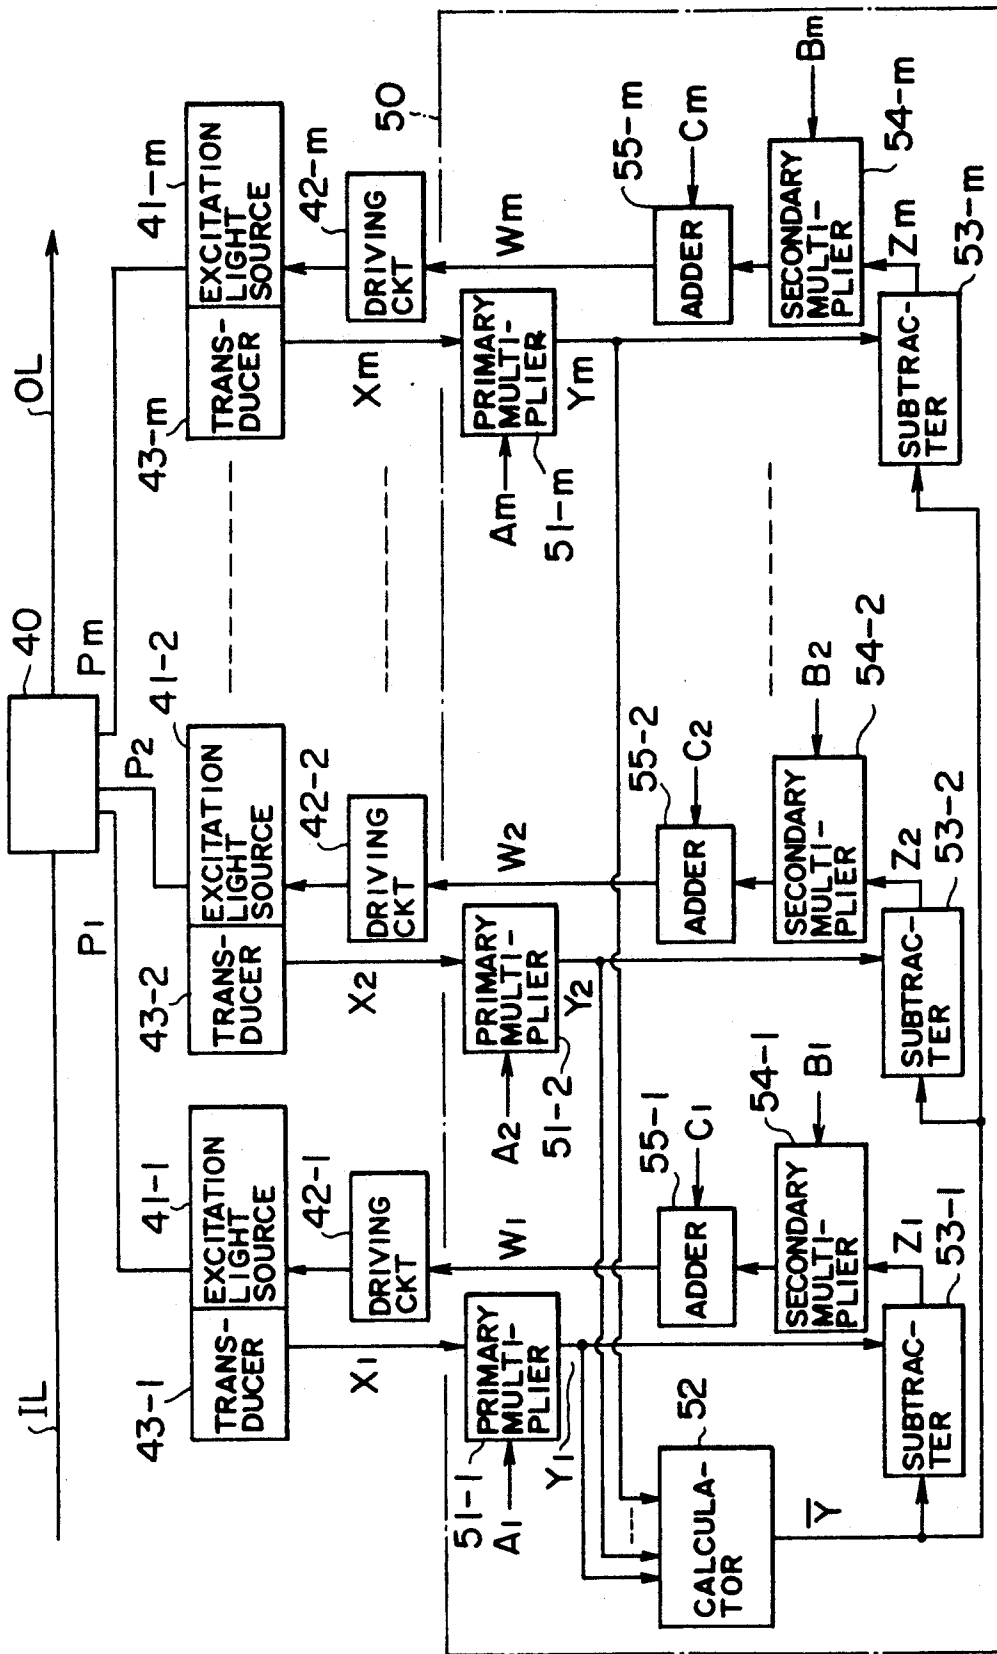 IL
40
OL
P1
P2
Pm
43-1
41-1
43-2
41-2
43-m
41-m
TRANS-
DUCER
EXCITATION
LIGHT
SOURCE
TRANS-
DUCER
EXCITATION
LIGHT
SOURCE
TRANS-
DUCER
EXCITATION
LIGHT
SOURCE
42-1
42-2
42-m
DRIVING
CKT
DRIVING
CKT
DRIVING
CKT
50
X1
X2
Xm
51-1
A1
PRIMARY
MULTI-
PLIER
W1
A2
PRIMARY
MULTI-
PLIER
51-2
W2
Am
PRIMARY
MULTI-
PLIER
51-m
Wm
Y1
Y2
Ym
55-1
ADDER
C1
55-2
ADDER
C2
55-m
ADDER
Cm
52
CALCULA-
TOR
54-1
SECONDARY
MULTI-
PLIER
B1
SECONDARY
MULTI-
PLIER
B2
54-2
SECONDARY
MULTI-
PLIER
Bm
54-m
Y̅
Z1
Z2
Zm
SUBTRAC-
TER
53-1
SUBTRAC-
TER
53-2
SUBTRAC-
TER
53-m